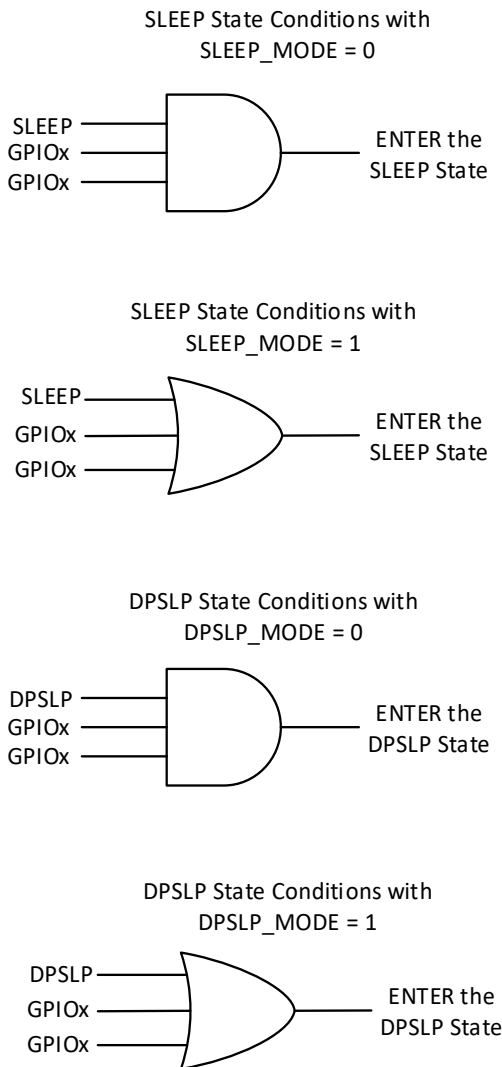 SLEEP State Conditions with
SLEEP_MODE = 0
SLEEP
GPIOx
GPIOx
ENTER the
SLEEP State
SLEEP State Conditions with
SLEEP_MODE = 1
SLEEP
GPIOx
GPIOx
ENTER the
SLEEP State
DPSLP State Conditions with
DPSLP_MODE = 0
DPSLP
GPIOx
GPIOx
ENTER the
DPSLP State
DPSLP State Conditions with
DPSLP_MODE = 1
DPSLP
GPIOx
GPIOx
ENTER the
DPSLP State